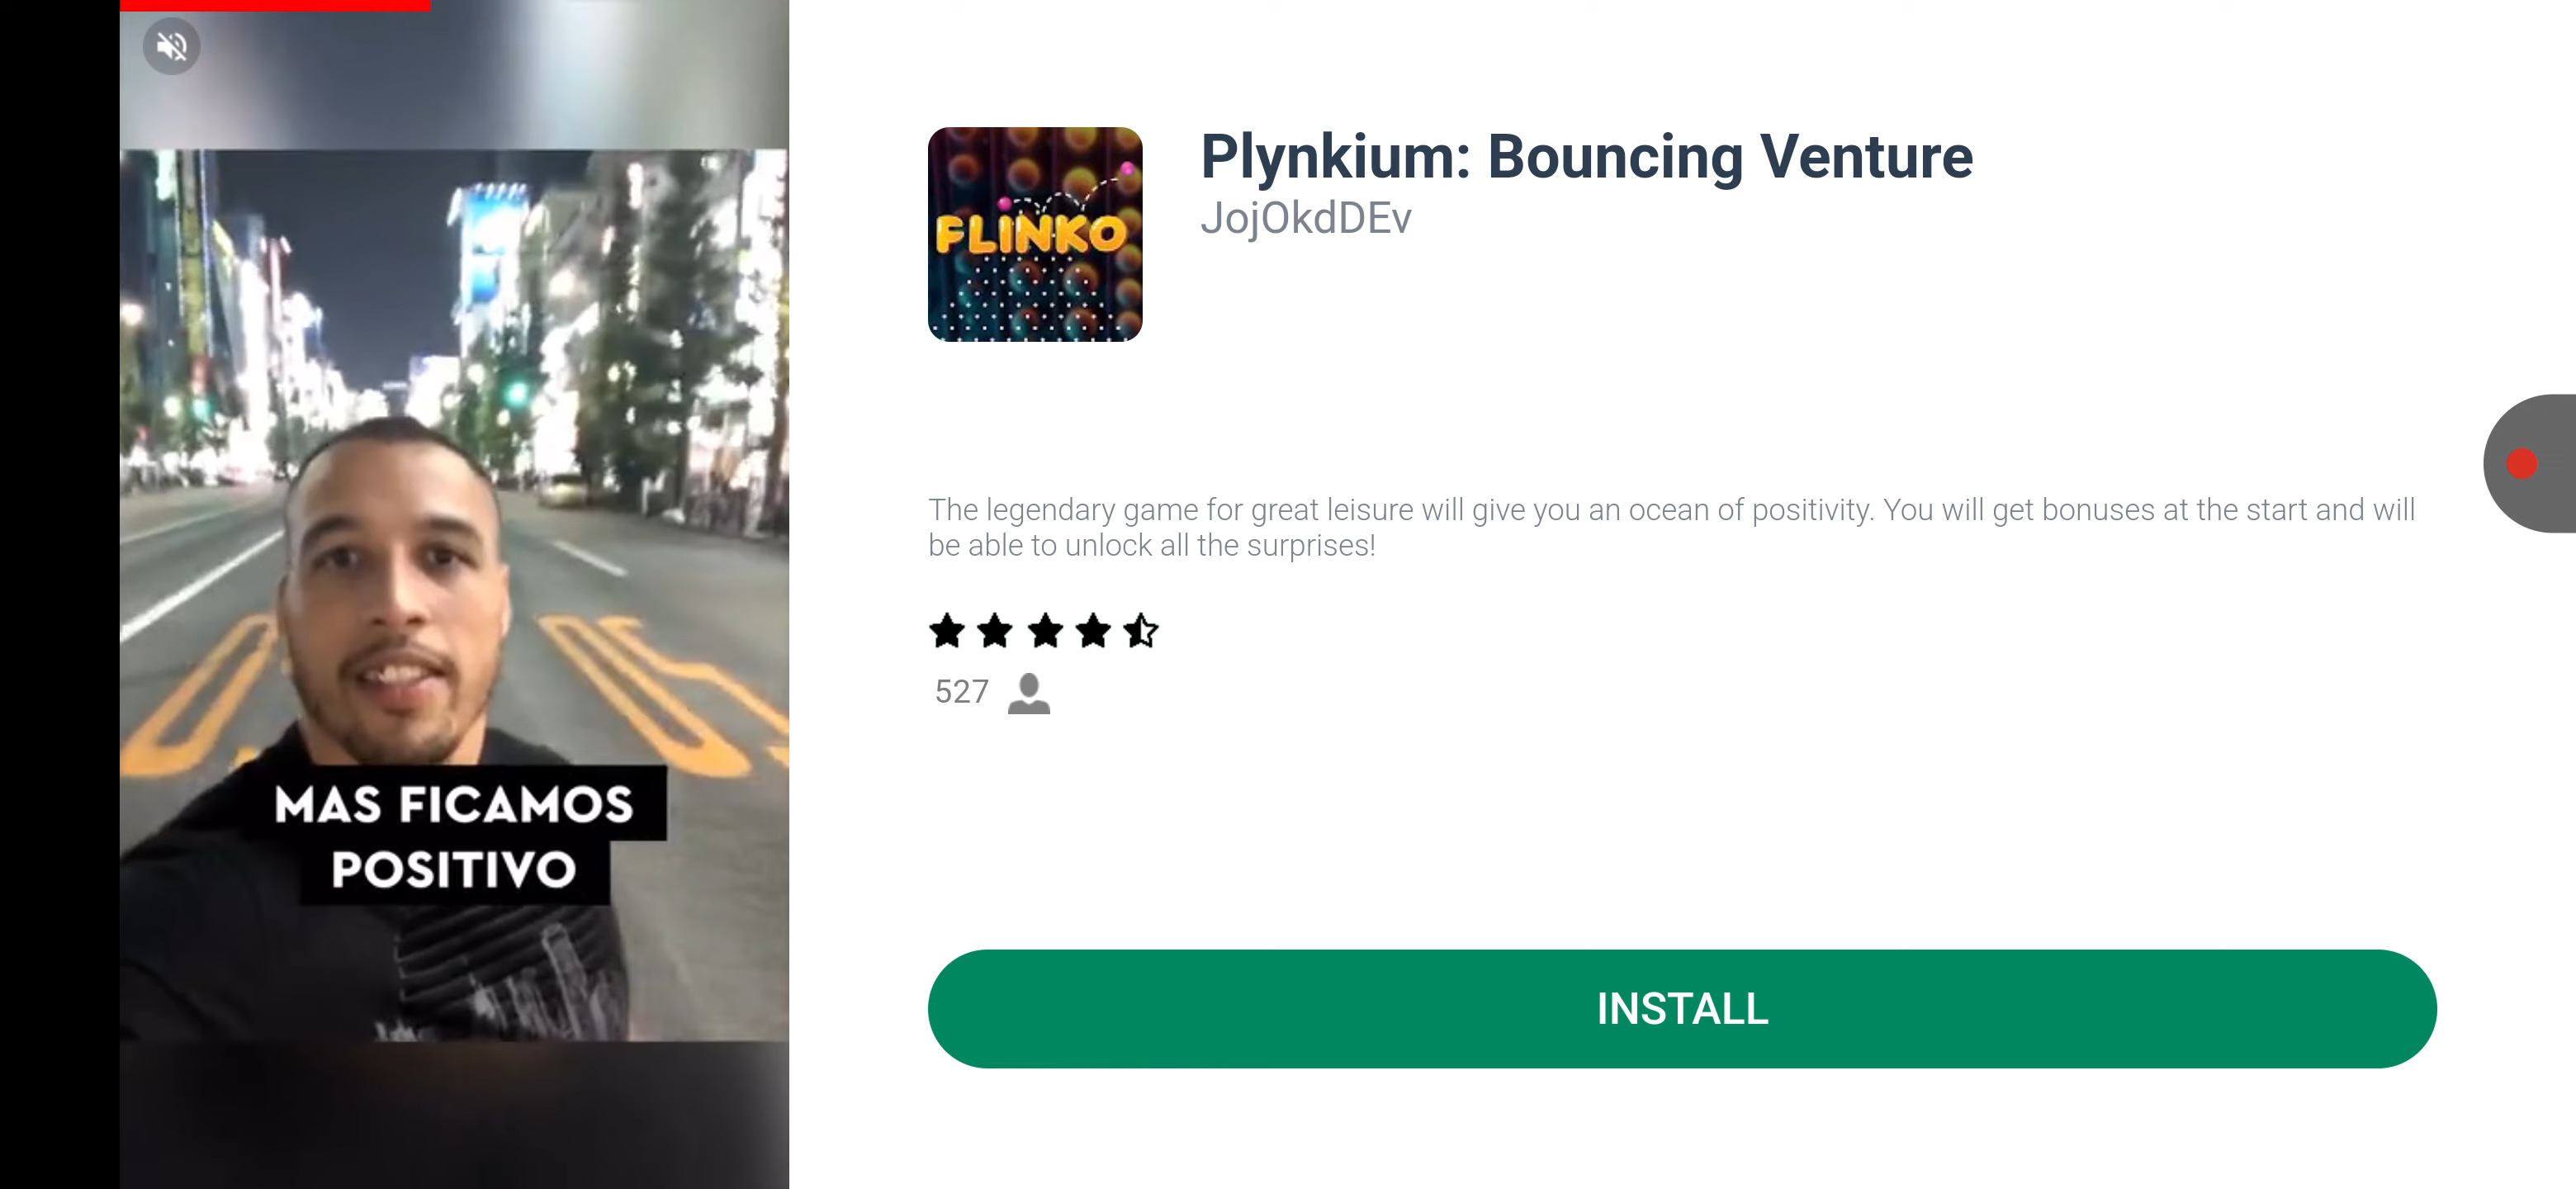 MAS FICAMOS
POSITIVO
FLINKO
Plynkium: Bouncing Venture
JojOkdDEv
The legendary game for great leisure will give you an ocean of positivity. You will get bonuses at the start and will
be able to unlock all the surprises!
527
INSTALL